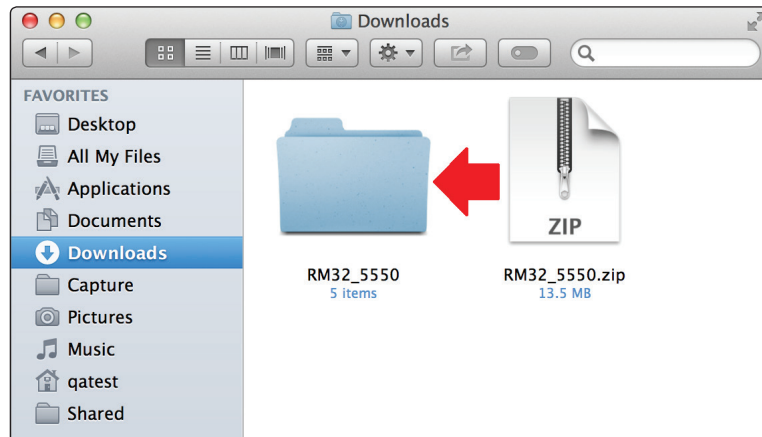 Downloads
FAVORITES
Desktop
All My Files
Applications
Documents
Downloads
Capture
Pictures
Music
qatest
Shared
ZIP
RM32_5550
5 items
RM32_5550.zip
13.5 MB